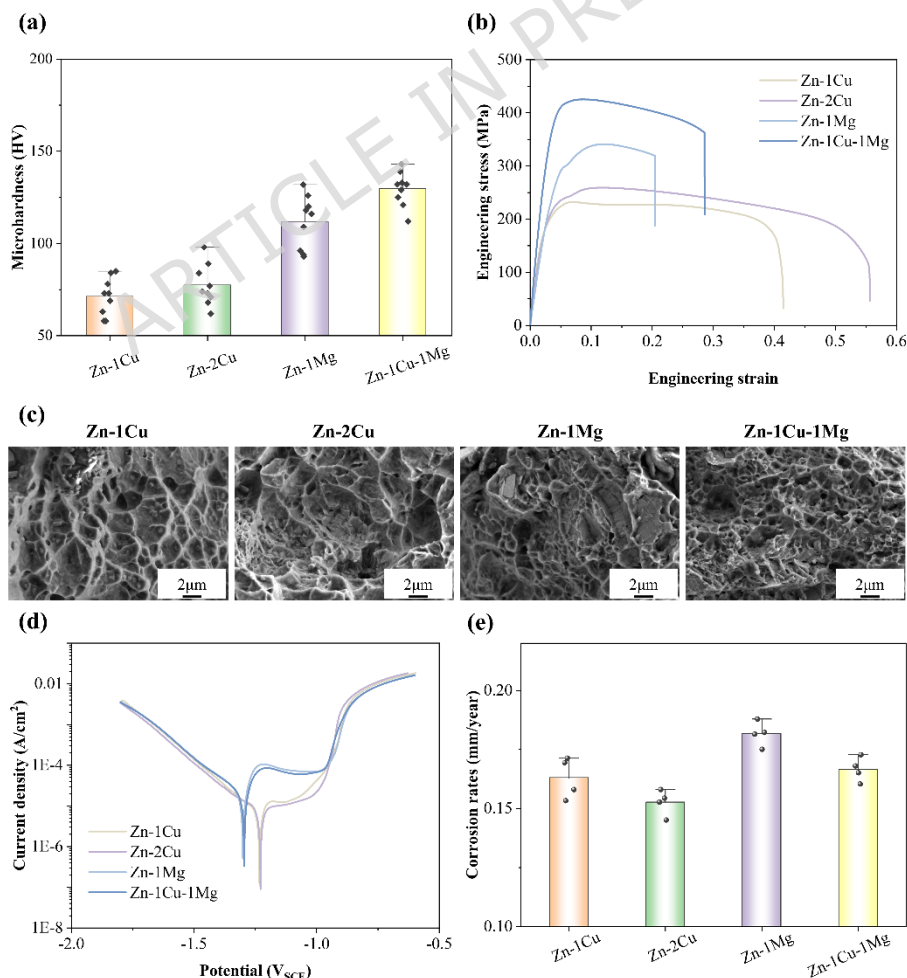 ARTICLE IN PRE
(a)
200
150
100
50
Microhardness (HV)
Zn-1Cu
Zn-2Cu
Zn-1Mg
Zn-1Cu-1Mg
(b)
500
400
300
200
100
0
Engineering stress (MPa)
Zn-1Cu
Zn-2Cu
Zn-1Mg
Zn-1Cu-1Mg
0.0 0.1 0.2 0.3 0.4 0.5 0.6
Engineering strain
(c)
Zn-1Cu Zn-2Cu Zn-1Mg Zn-1Cu-1Mg
2μm 2μm 2μm 2μm
(d)
0.01
1E-4
1E-6
1E-8
Current density (A/cm²)
Zn-1Cu
Zn-2Cu
Zn-1Mg
Zn-1Cu-1Mg
-2.0 -1.5 -1.0 -0.5
Potential (V_SCE)
(e)
0.20
0.15
0.10
Corrosion rates (mm/year)
Zn-1Cu
Zn-2Cu
Zn-1Mg
Zn-1Cu-1Mg